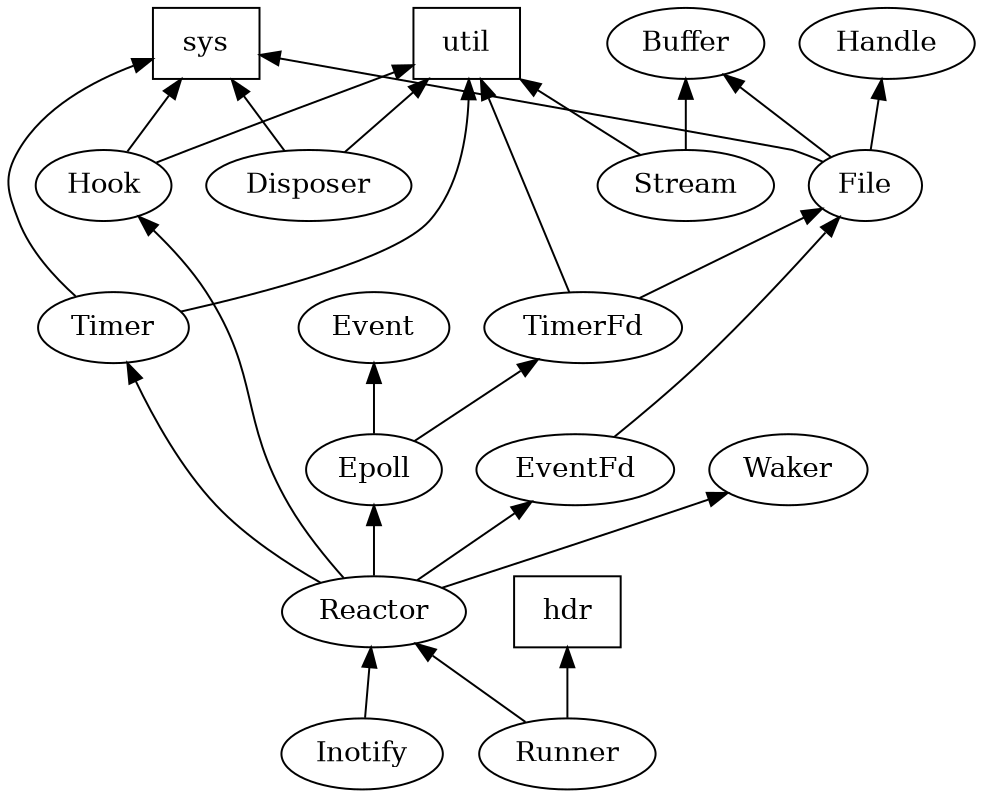 sys
util
Buffer
Handle
Hook
Disposer
Stream
File
Timer
Event
TimerFd
Epoll
EventFd
Waker
Reactor
hdr
Inotify
Runner